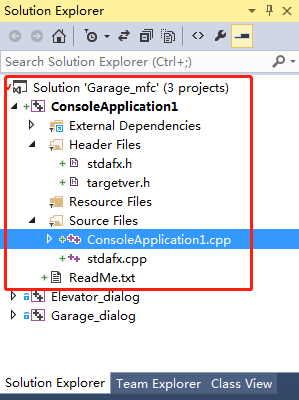 Solution Explorer
Search Solution Explorer (Ctrl+;)
Solution 'Garage_mfc' (3 projects)
ConsoleApplication1
External Dependencies
Header Files
stdafx.h
targetver.h
Resource Files
Source Files
ConsoleApplication1.cpp
stdafx.cpp
ReadMe.txt
Elevator_dialog
Garage_dialog
Solution Explorer Team Explorer Class View